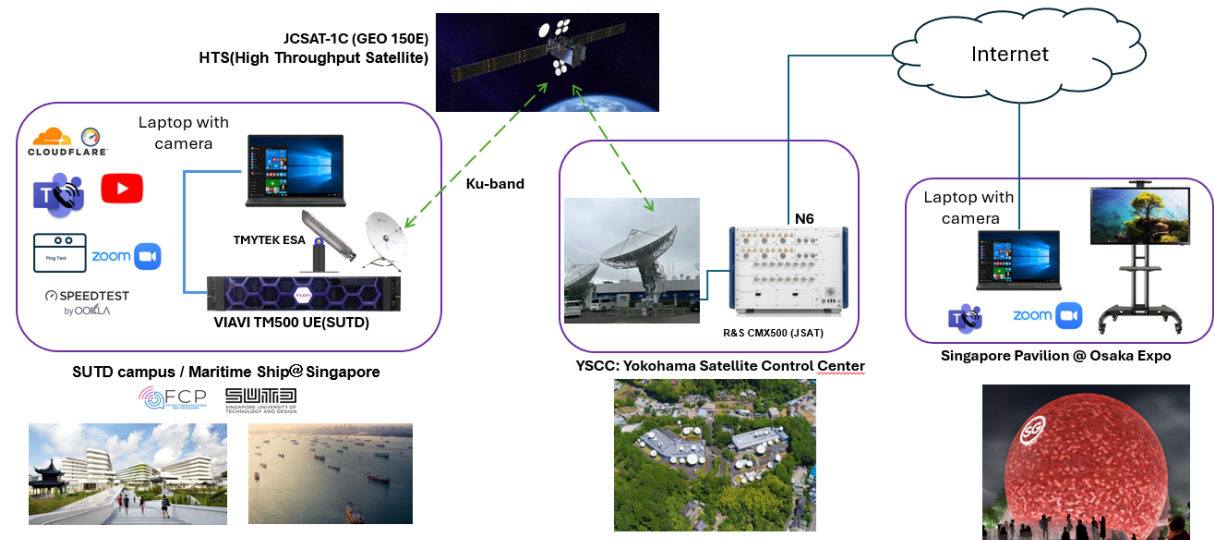 JCSAT-1C (GEO 150E)
HTS(High Throughput Satellite)
Internet
Laptop with
camera
CLOUDFLARE
Ping Test
zoom
SPEEDTEST
by OOKLA
TMYTEK ESA
VIAVI
VIAVI TM500 UE(SUTD)
Ku-band
N6
R&S CMX500 (JSAT)
Laptop with
camera
zoom
SUTD campus / Maritime Ship@ Singapore
FCP
SUTD
SINGAPORE UNIVERSITY OF
TECHNOLOGY AND DESIGN
YSCC: Yokohama Satellite Control Center
Singapore Pavilion @ Osaka Expo
SG